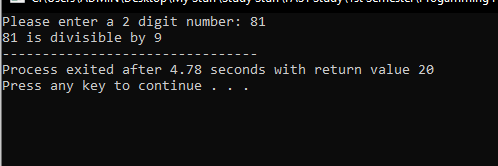 Please enter a 2 digit number: 81
81 is divisible by 9
--------------------------------
Process exited after 4.78 seconds with return value 20
Press any key to continue . . .